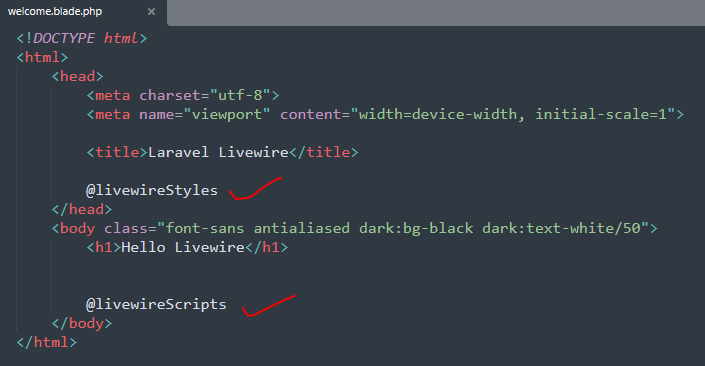 welcome.blade.php ×
<!DOCTYPE html>
<html>
<head>
<meta charset="utf-8">
<meta name="viewport" content="width=device-width, initial-scale=1">
<title>Laravel Livewire</title>
@livewireStyles
</head>
<body class="font-sans antialiased dark:bg-black dark:text-white/50">
<h1>Hello Livewire</h1>
@livewireScripts
</body>
</html>